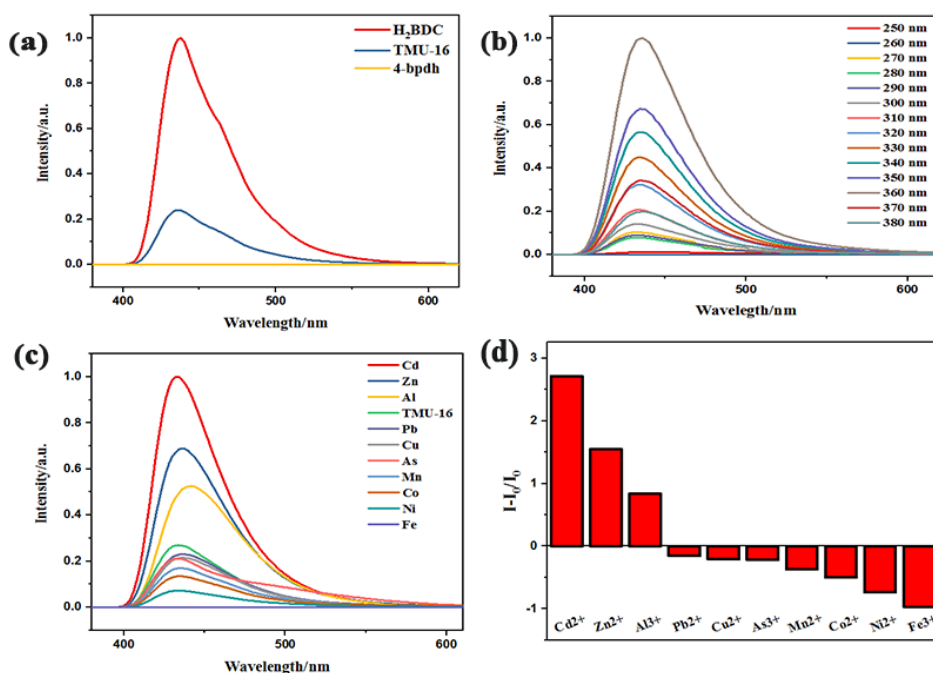 (a)
H₂BDC
TMU-16
4-bpdh
1.0
0.8
0.6
0.4
0.2
0.0
Intensity/a.u.
400
500
600
Wavelength/nm
(b)
250 nm
260 nm
270 nm
280 nm
290 nm
300 nm
310 nm
320 nm
330 nm
340 nm
350 nm
360 nm
370 nm
380 nm
1.0
0.8
0.6
0.4
0.2
0.0
Intensity/a.u.
400
500
600
Wavelegth/nm
(c)
Cd
Zn
Al
TMU-16
Pb
Cu
As
Mn
Co
Ni
Fe
1.0
0.8
0.6
0.4
0.2
0.0
Intensity/a.u.
400
500
600
Wavelength/nm
(d)
3
2
1
0
-1
I-I₀/I₀
Cd2+
Zn2+
Al3+
Pb2+
Cu2+
As3+
Mn2+
Co2+
Ni2+
Fe3+